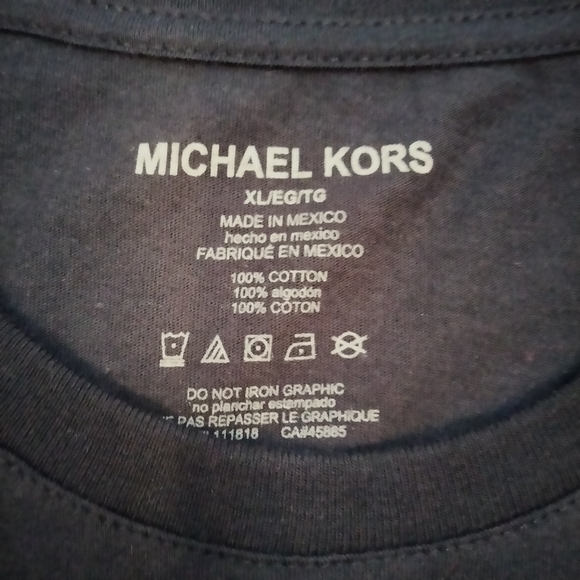 MICHAEL KORS
XL/EG/TG
MADE IN MEXICO
hecho en mexico
FABRIQUÉ EN MEXICO
100% COTTON
100% algodón
100% COTON
DO NOT IRON GRAPHIC
no planchar estampado
PAS REPASSER LE GRAPHIQUE
111818 CA#45865